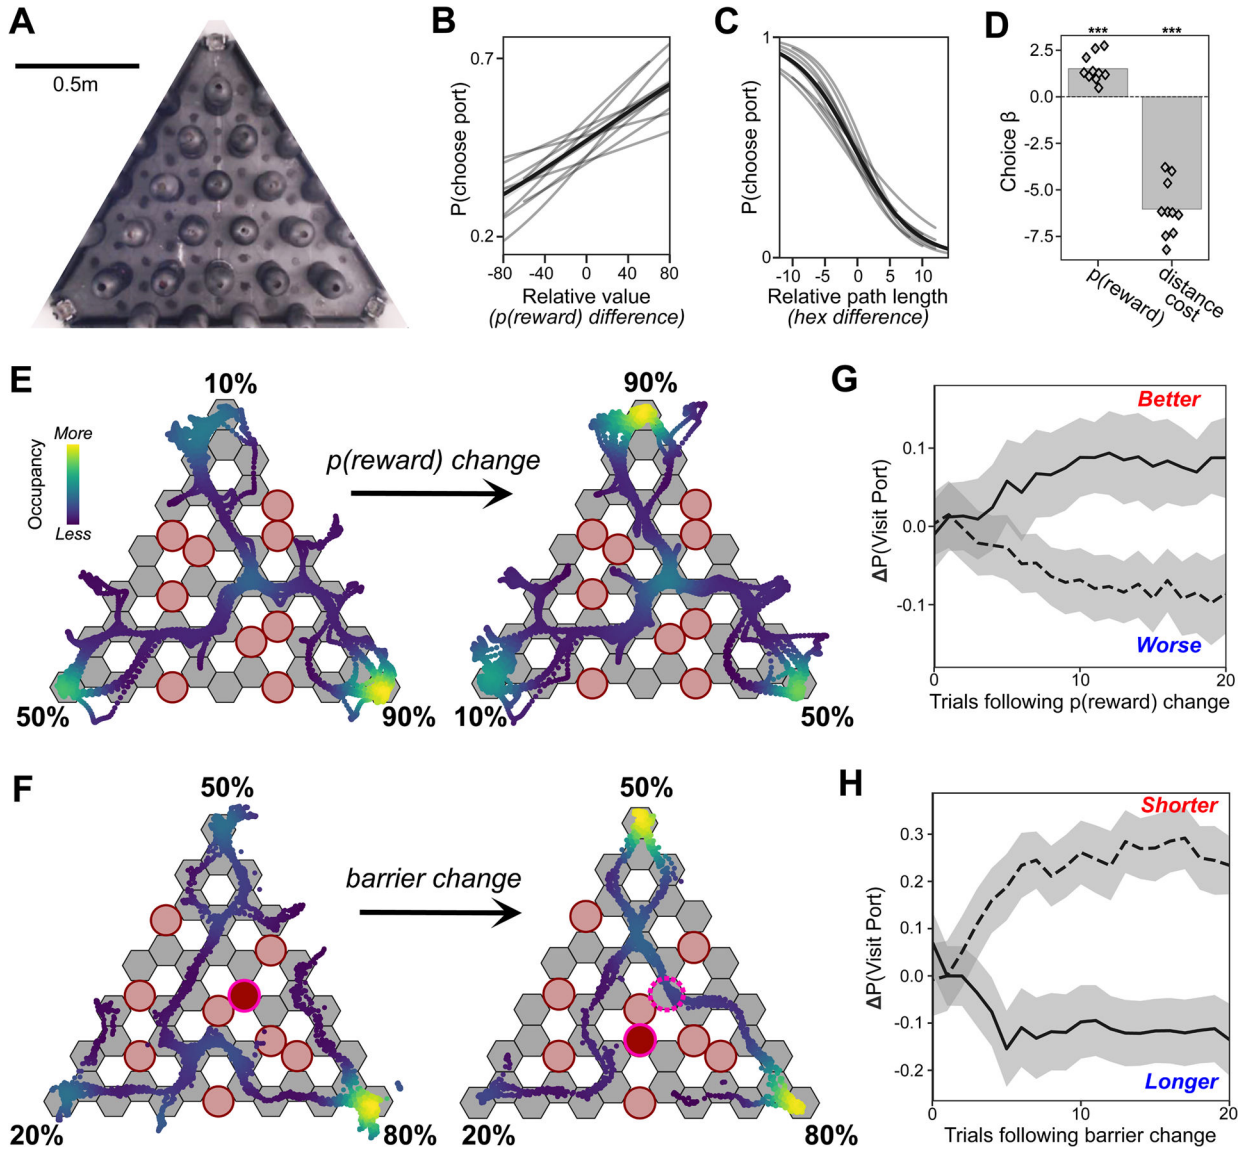 A
0.5m
B
P(choose port)
0.7
0.2
-80
-40
0
40
80
Relative value
(p(reward) difference)
C
P(choose port)
1
0
-10
-5
0
5
10
Relative path length
(hex difference)
D
***
***
Choice β
2.5
0.0
-2.5
-5.0
-7.5
p(reward)
distance
cost
E
Occupancy
More
Less
10%
50%
90%
p(reward) change
90%
10%
50%
G
ΔP(Visit Port)
0.1
0.0
-0.1
Better
Worse
0
10
20
Trials following p(reward) change
F
50%
20%
80%
barrier change
50%
20%
80%
H
ΔP(Visit Port)
0.3
0.2
0.1
0.0
-0.1
-0.2
Shorter
Longer
0
10
20
Trials following barrier change